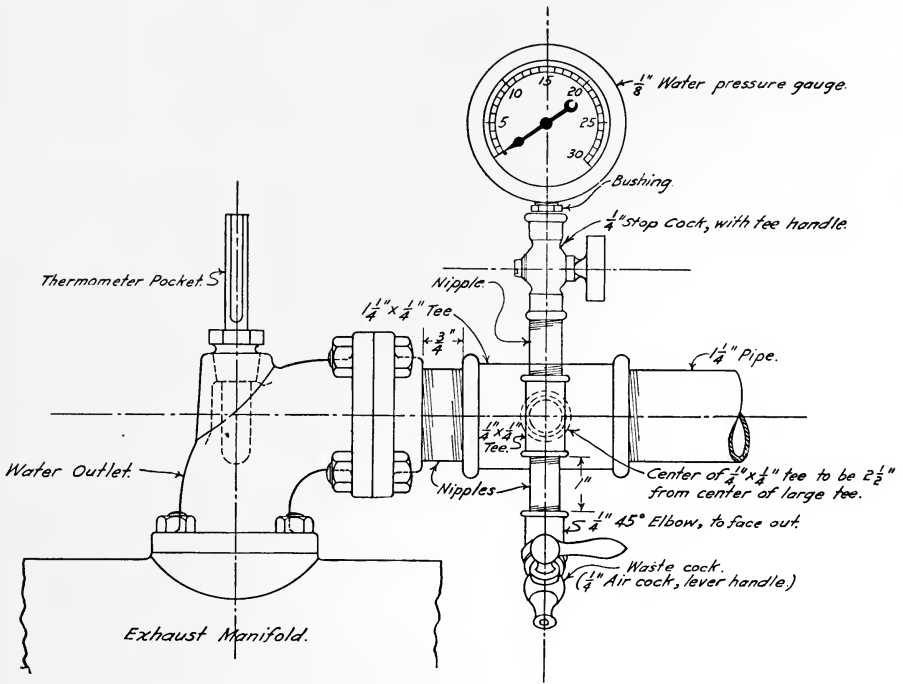 5
10
15
20
25
30
1/8" Water pressure gauge.
Bushing.
1/4" Stop Cock, with tee handle.
Thermometer Pocket.
Nipple.
1 1/4" x 1/4" Tee
3/4"
1 1/4" Pipe.
1/4" x 1/4"
Tee.
Water Outlet.
Nipples
1"
Center of 1/4" x 1/4" tee to be 2 1/2"
from center of large tee.
1/4" 45° Elbow, to face out.
Waste cock.
(1/4" Air cock, lever handle.)
Exhaust Manifold.